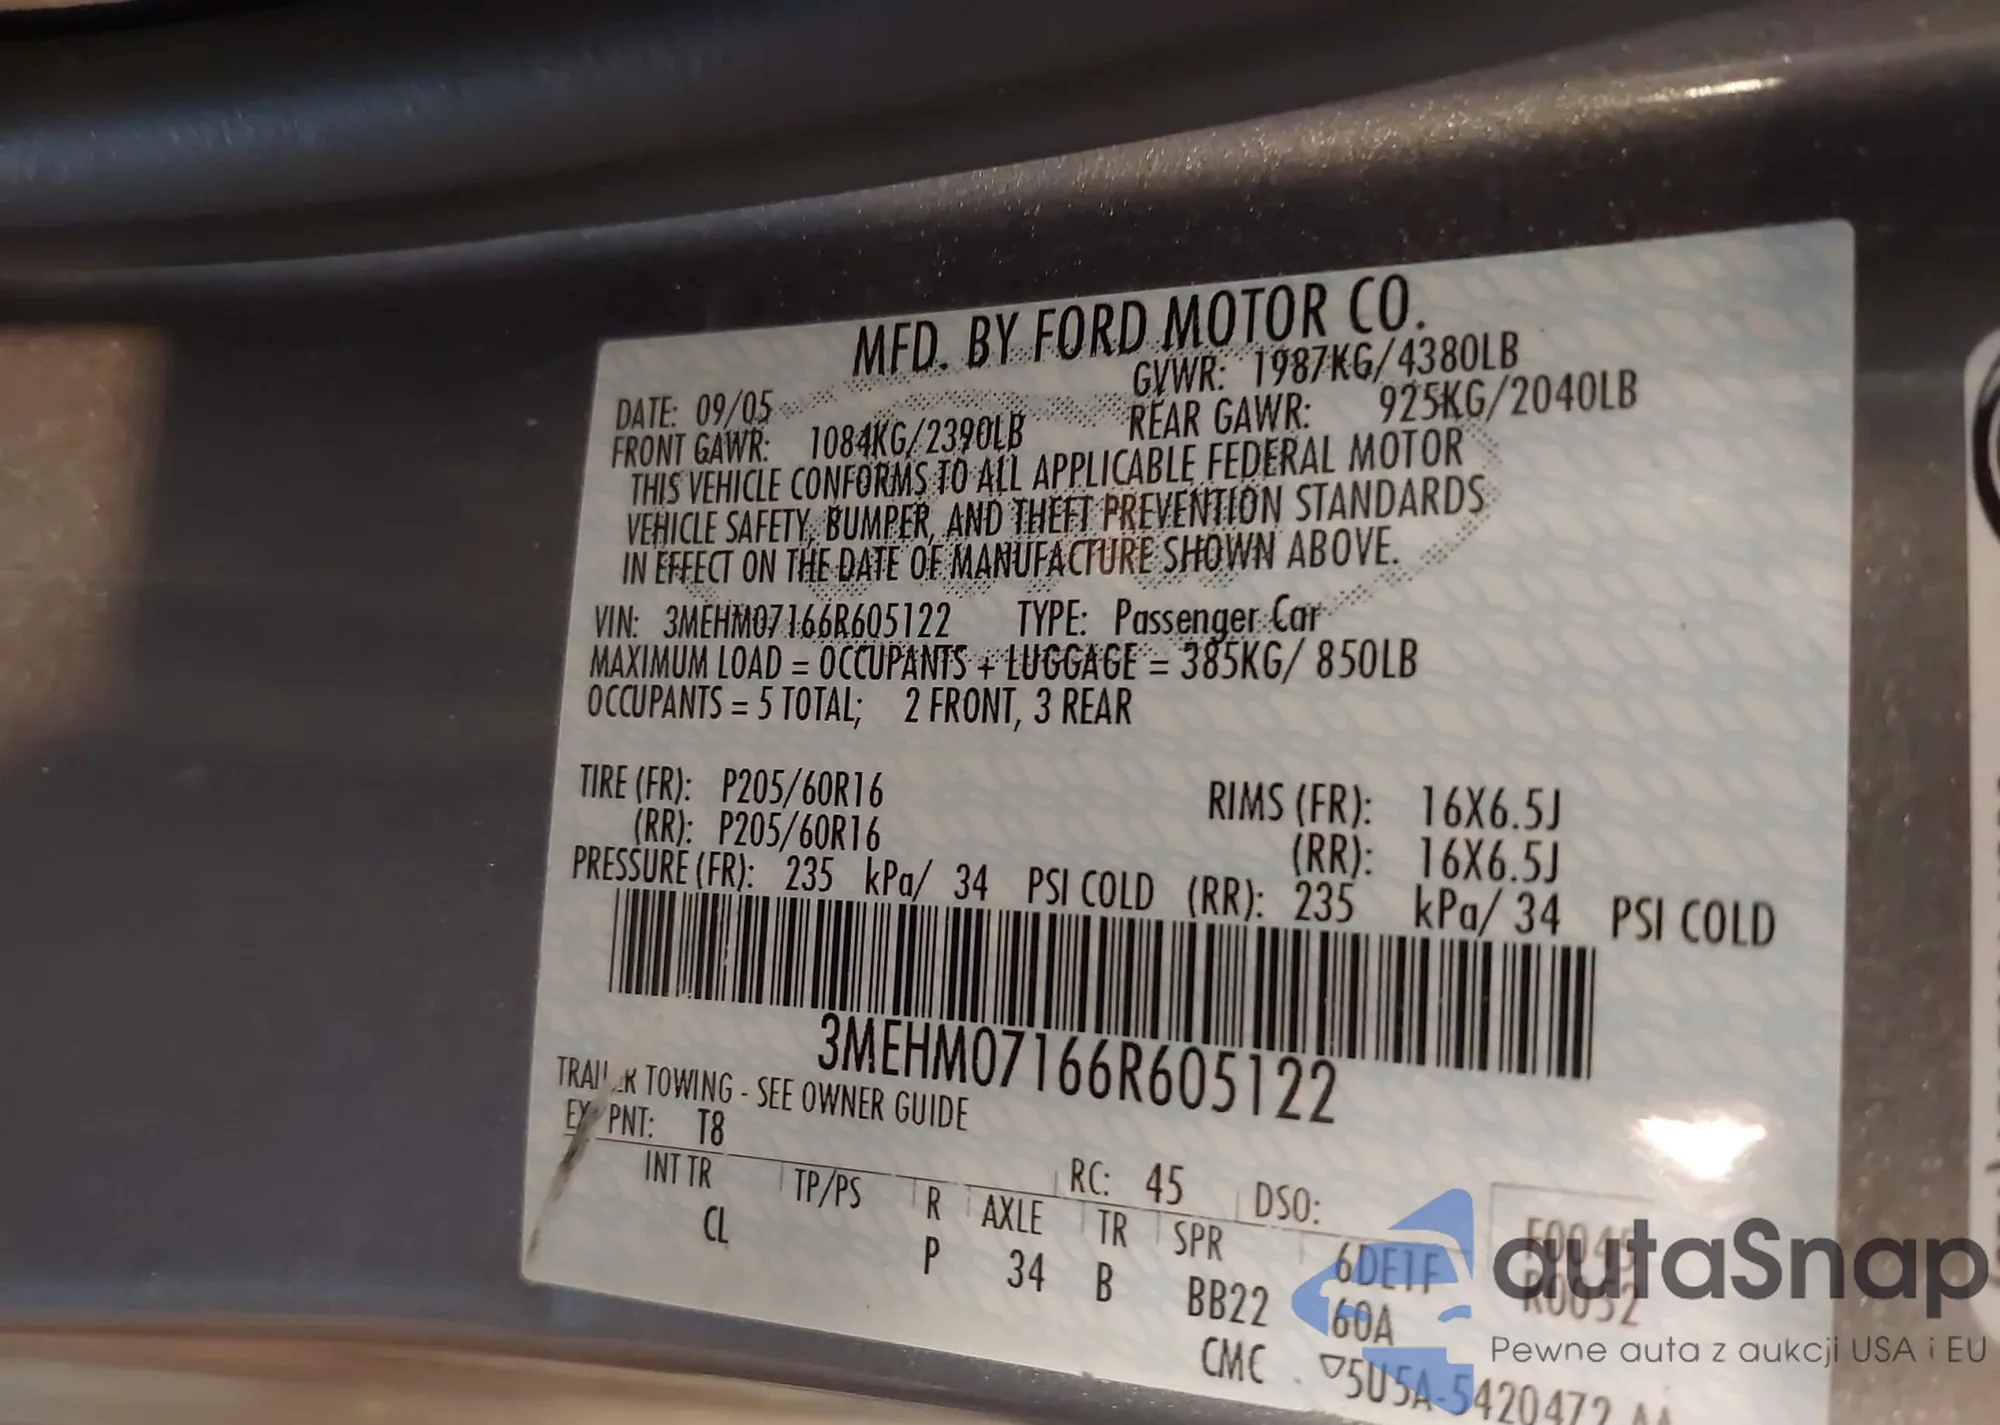 MFD. BY FORD MOTOR CO.
DATE: 09/05 GVWR: 1987KG/4380LB
FRONT GAWR: 1084KG/2390LB REAR GAWR: 925KG/2040LB
THIS VEHICLE CONFORMS TO ALL APPLICABLE FEDERAL MOTOR
VEHICLE SAFETY, BUMPER, AND THEFT PREVENTION STANDARDS
IN EFFECT ON THE DATE OF MANUFACTURE SHOWN ABOVE.
VIN: 3MEHM07166R605122 TYPE: Passenger Car
MAXIMUM LOAD = OCCUPANTS + LUGGAGE = 385KG/ 850LB
OCCUPANTS = 5 TOTAL; 2 FRONT, 3 REAR
TIRE (FR): P205/60R16 RIMS (FR): 16X6.5J
(RR): P205/60R16 (RR): 16X6.5J
PRESSURE (FR): 235 kPa/ 34 PSI COLD (RR): 235 kPa/ 34 PSI COLD
3MEHM07166R605122
TOWING - SEE OWNER GUIDE
PNT: T8 RC: 45 DSO:
INT TR TP/PS R AXLE TR SPR 6DE1F
CL P 34 B BB22 60A R0032
CMC ▽5U5A-5420472
autaSnap
Pewne auta z aukcji USA i EU